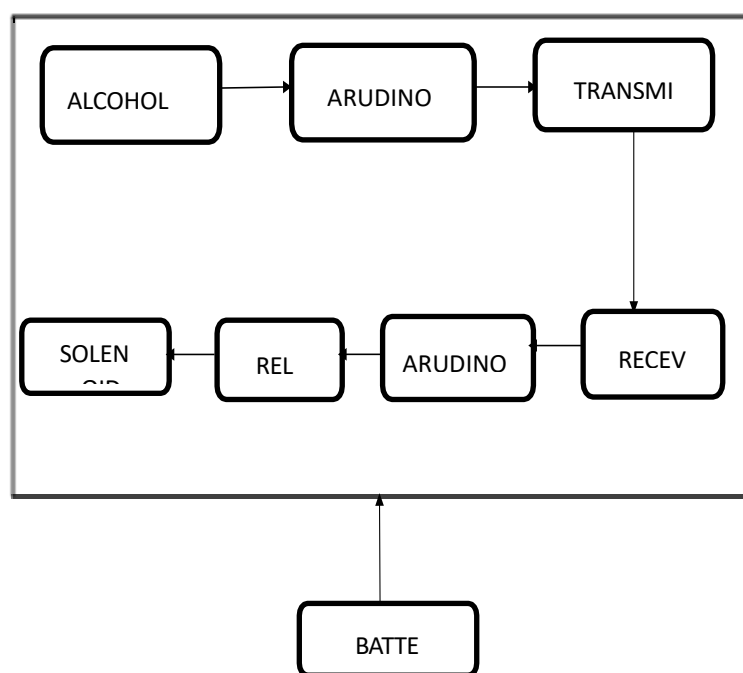 ALCOHOL
ARUDINO
TRANSMI
SOLEN
REL
ARUDINO
RECEV
BATTE